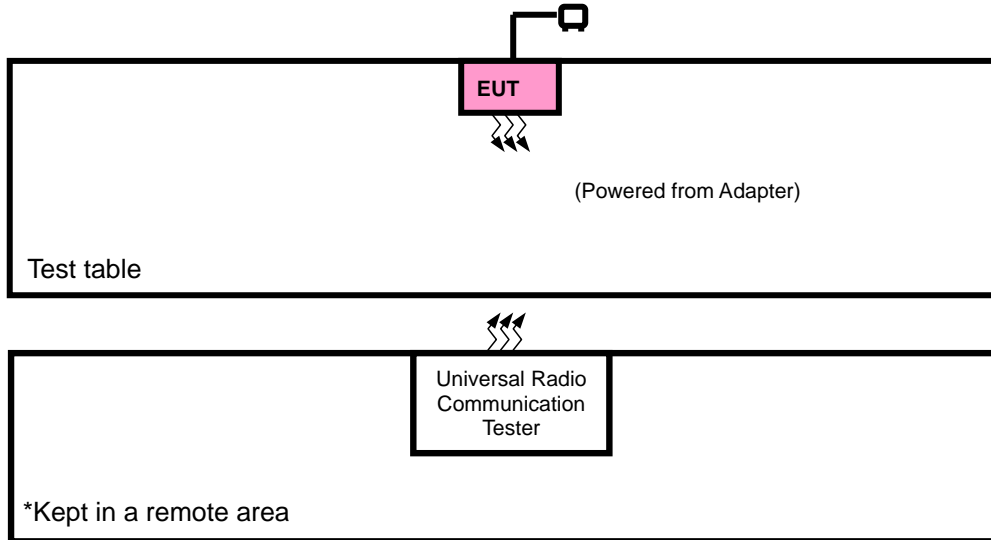 EUT
(Powered from Adapter)
Test table
Universal Radio
Communication
Tester
*Kept in a remote area